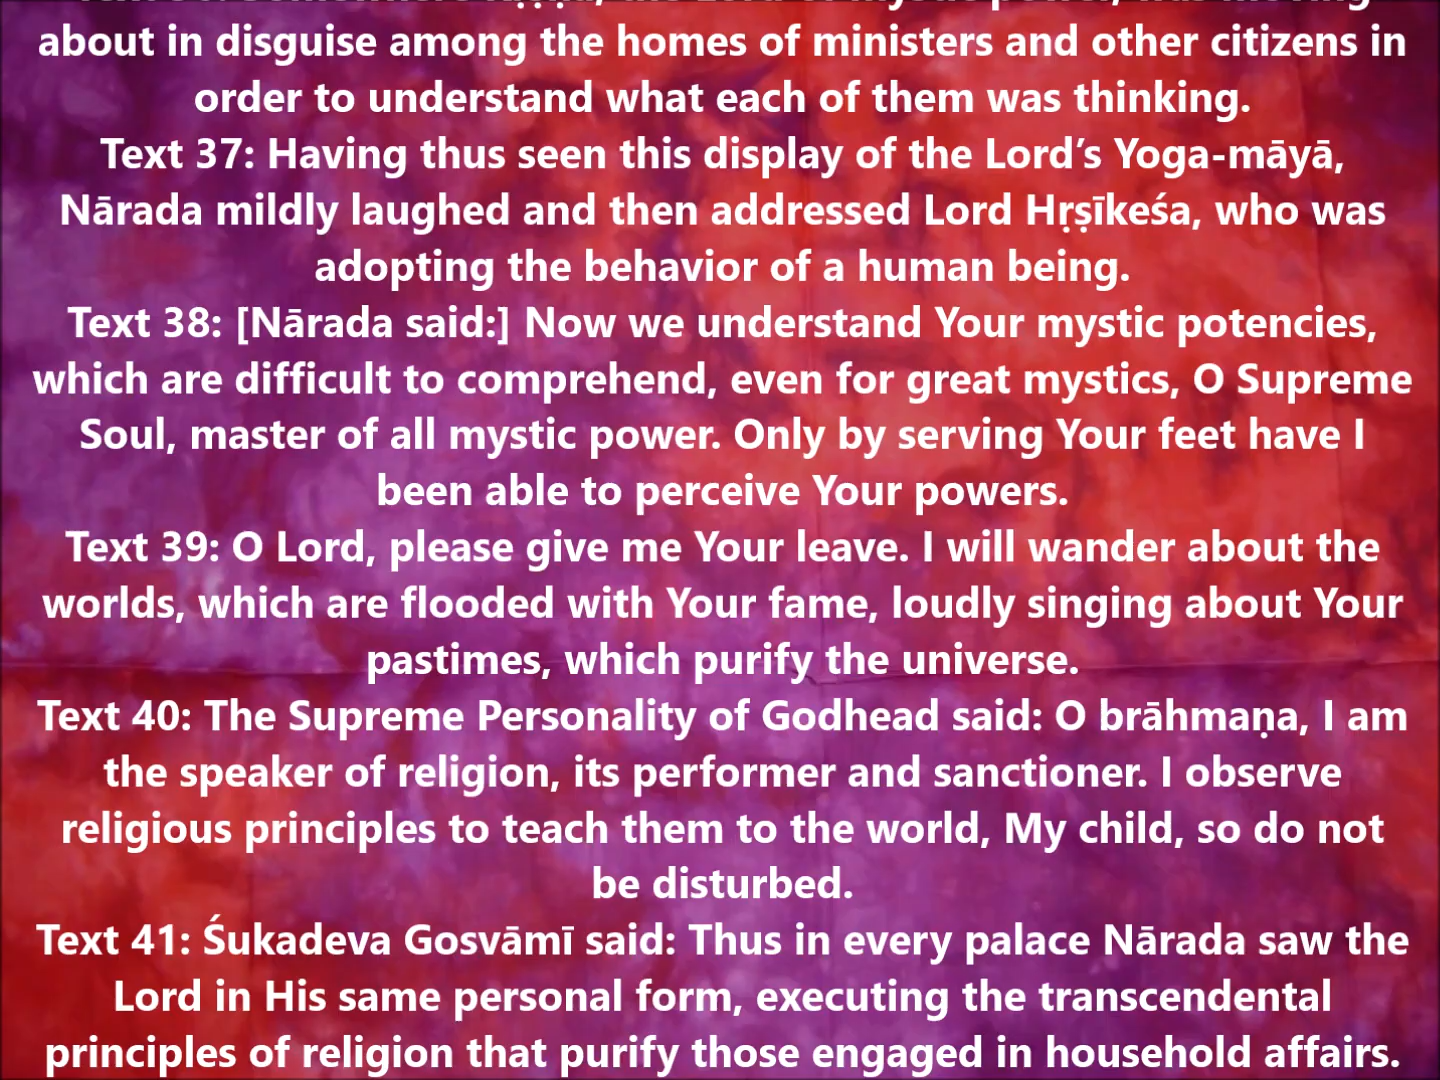 about in disguise among the homes of ministers and other citizens in
order to understand what each of them was thinking.
Text 37: Having thus seen this display of the Lord’s Yoga-māyā,
Nārada mildly laughed and then addressed Lord Hṛṣīkeśa, who was
adopting the behavior of a human being.
Text 38: [Nārada said:] Now we understand Your mystic potencies,
which are difficult to comprehend, even for great mystics, O Supreme
Soul, master of all mystic power. Only by serving Your feet have I
been able to perceive Your powers.
Text 39: O Lord, please give me Your leave. I will wander about the
worlds, which are flooded with Your fame, loudly singing about Your
pastimes, which purify the universe.
Text 40: The Supreme Personality of Godhead said: O brāhmaṇa, I am
the speaker of religion, its performer and sanctioner. I observe
religious principles to teach them to the world, My child, so do not
be disturbed.
Text 41: Śukadeva Gosvāmī said: Thus in every palace Nārada saw the
Lord in His same personal form, executing the transcendental
principles of religion that purify those engaged in household affairs.